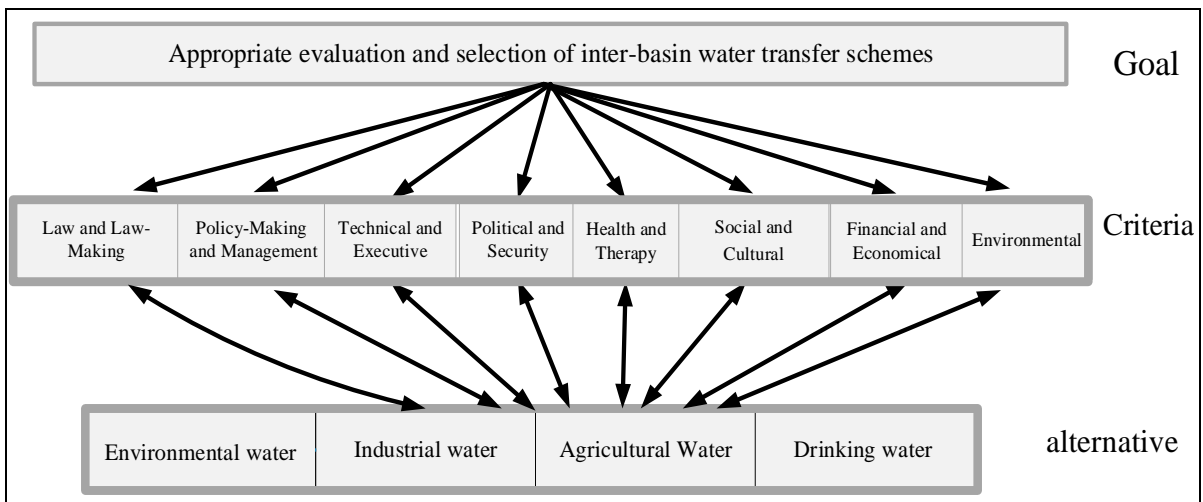 Appropriate evaluation and selection of inter-basin water transfer schemes
Goal
Law and Law-
Making
Policy-Making
and Management
Technical and
Executive
Political and
Security
Health and
Therapy
Social and
Cultural
Financial and
Economical
Environmental
Criteria
Environmental water
Industrial water
Agricultural Water
Drinking water
alternative